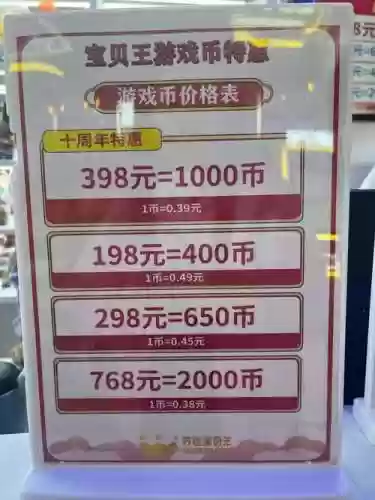 宝贝王游戏币特惠
游戏币价格表
十周年特惠
398元=1000币
1币=0.39元
198元=400币
1币=0.49元
298元=650币
1币=0.45元
768元=2000币
1币=0.38元